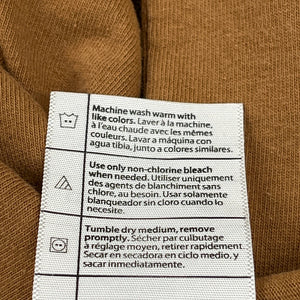 Machine wash warm with
like colors. Laver à la machine,
à l'eau chaude avec les mêmes
couleurs. Lavar a máquina con
agua tibia, junto a colores similares.
Use only non-chlorine bleach
when needed. Utiliser uniquement
des agents de blanchiment sans
chlore, au besoin. Usar solamente
blanqueador sin cloro cuando lo
necesite.
Tumble dry medium, remove
promptly. Sécher par culbutage
à réglage moyen, retirer rapidement.
Secar en secadora en ciclo medio, y
sacar inmediatamente.